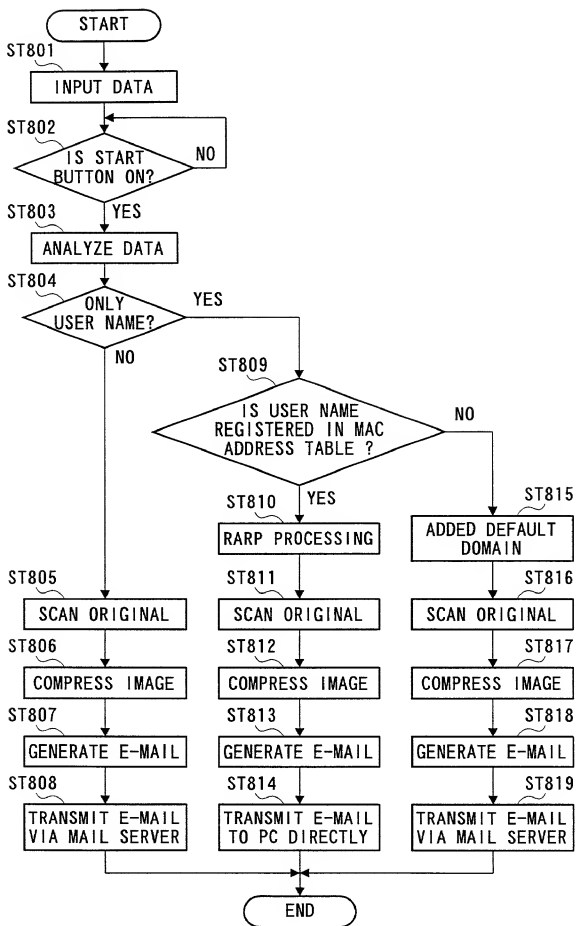 START
ST801
INPUT DATA
ST802
IS START
BUTTON ON?
NO
YES
ST803
ANALYZE DATA
ST804
ONLY
USER NAME?
YES
NO
ST809
IS USER NAME
REGISTERED IN MAC
ADDRESS TABLE ?
NO
YES
ST810
RARP PROCESSING
ST815
ADDED DEFAULT
DOMAIN
ST805
SCAN ORIGINAL
ST811
SCAN ORIGINAL
ST816
SCAN ORIGINAL
ST806
COMPRESS IMAGE
ST812
COMPRESS IMAGE
ST817
COMPRESS IMAGE
ST807
GENERATE E-MAIL
ST813
GENERATE E-MAIL
ST818
GENERATE E-MAIL
ST808
TRANSMIT E-MAIL
VIA MAIL SERVER
ST814
TRANSMIT E-MAIL
TO PC DIRECTLY
ST819
TRANSMIT E-MAIL
VIA MAIL SERVER
END